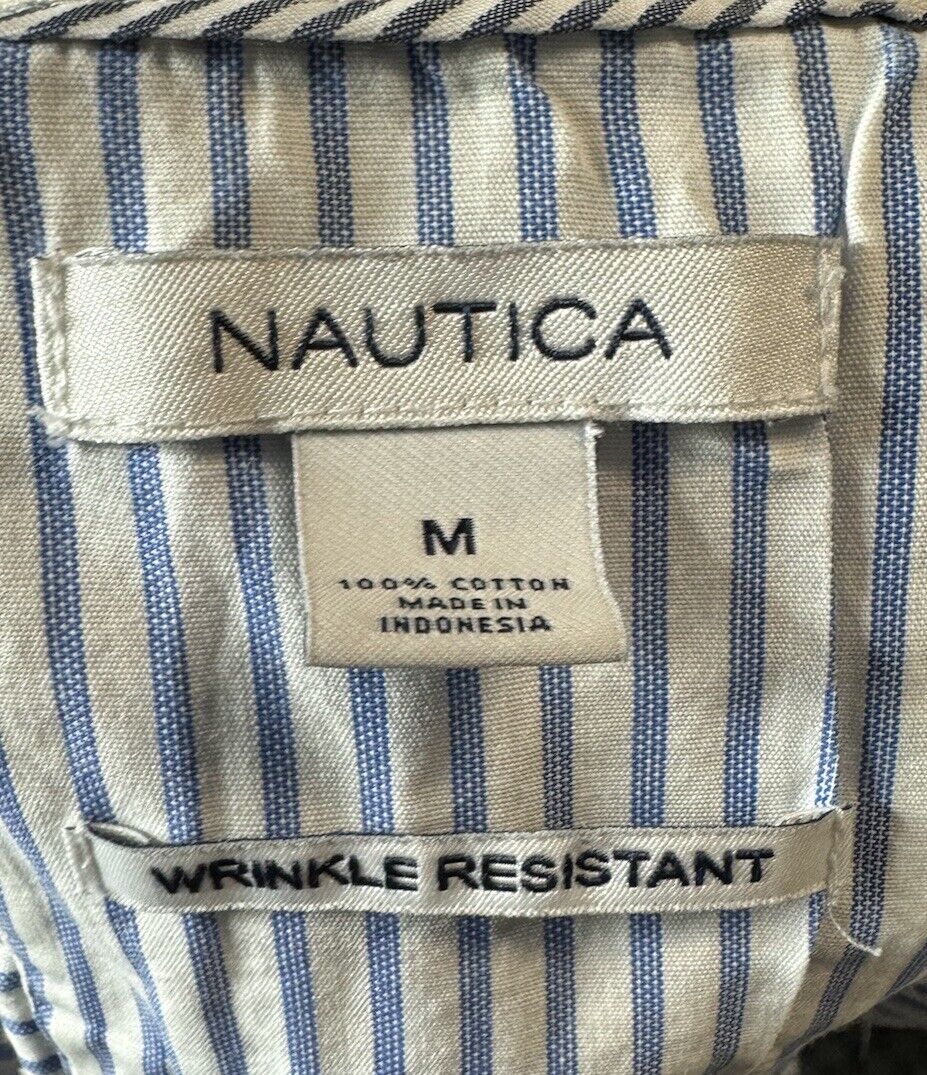 NAUTICA
M
100% COTTON
MADE IN
INDONESIA
WRINKLE RESISTANT